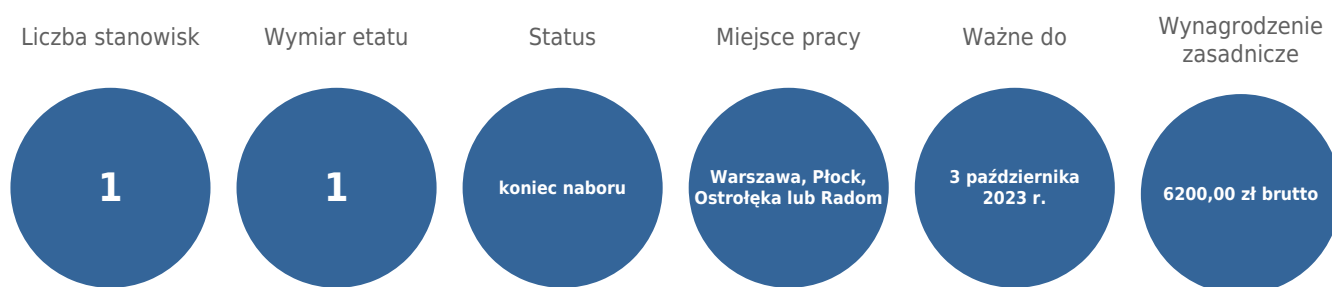 Liczba stanowisk
1
Wymiar etatu
1
Status
koniec naboru
Miejsce pracy
Warszawa, Płock,
Ostrołęka lub Radom
Ważne do
3 października
2023 r.
Wynagrodzenie
zasadnicze
6200,00 zł brutto